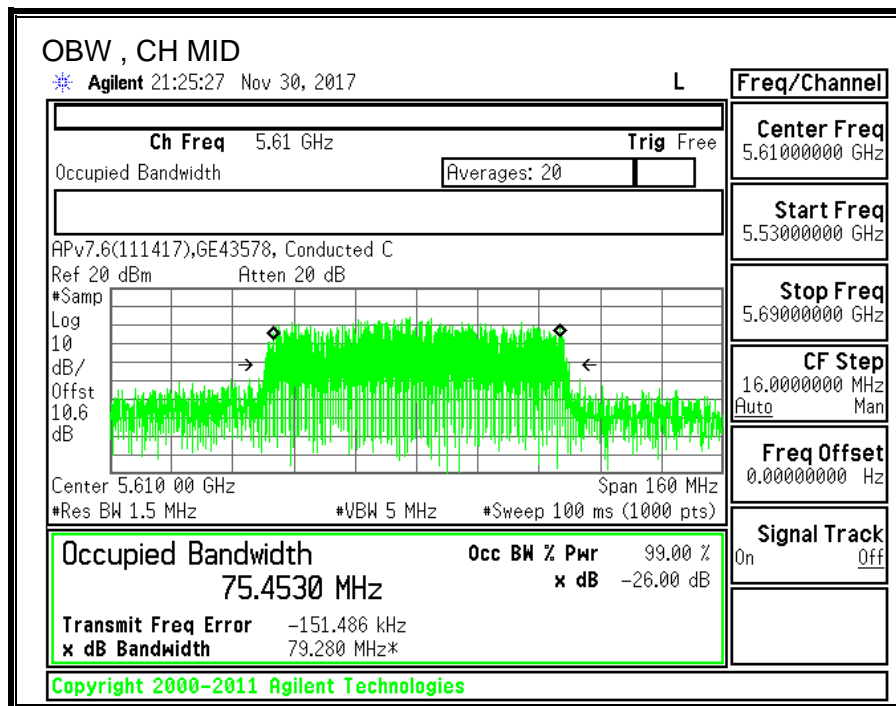 OBW , CH MID
Agilent 21:25:27 Nov 30, 2017 L
Freq/Channel
Ch Freq 5.61 GHz Trig Free
Occupied Bandwidth Averages: 20
APv7.6(111417),GE43578, Conducted C
Ref 20 dBm Atten 20 dB
#Samp
Log
10
dB/
Offst
10.6
dB
Center 5.610 00 GHz Span 160 MHz
#Res BW 1.5 MHz #VBW 5 MHz #Sweep 100 ms (1000 pts)
Occupied Bandwidth Occ BW % Pwr 99.00 %
75.4530 MHz x dB -26.00 dB
Transmit Freq Error -151.486 kHz
x dB Bandwidth 79.280 MHz*
Copyright 2000-2011 Agilent Technologies
Center Freq
5.61000000 GHz
Start Freq
5.53000000 GHz
Stop Freq
5.69000000 GHz
CF Step
16.0000000 MHz
Auto Man
Freq Offset
0.00000000 Hz
Signal Track
On Off